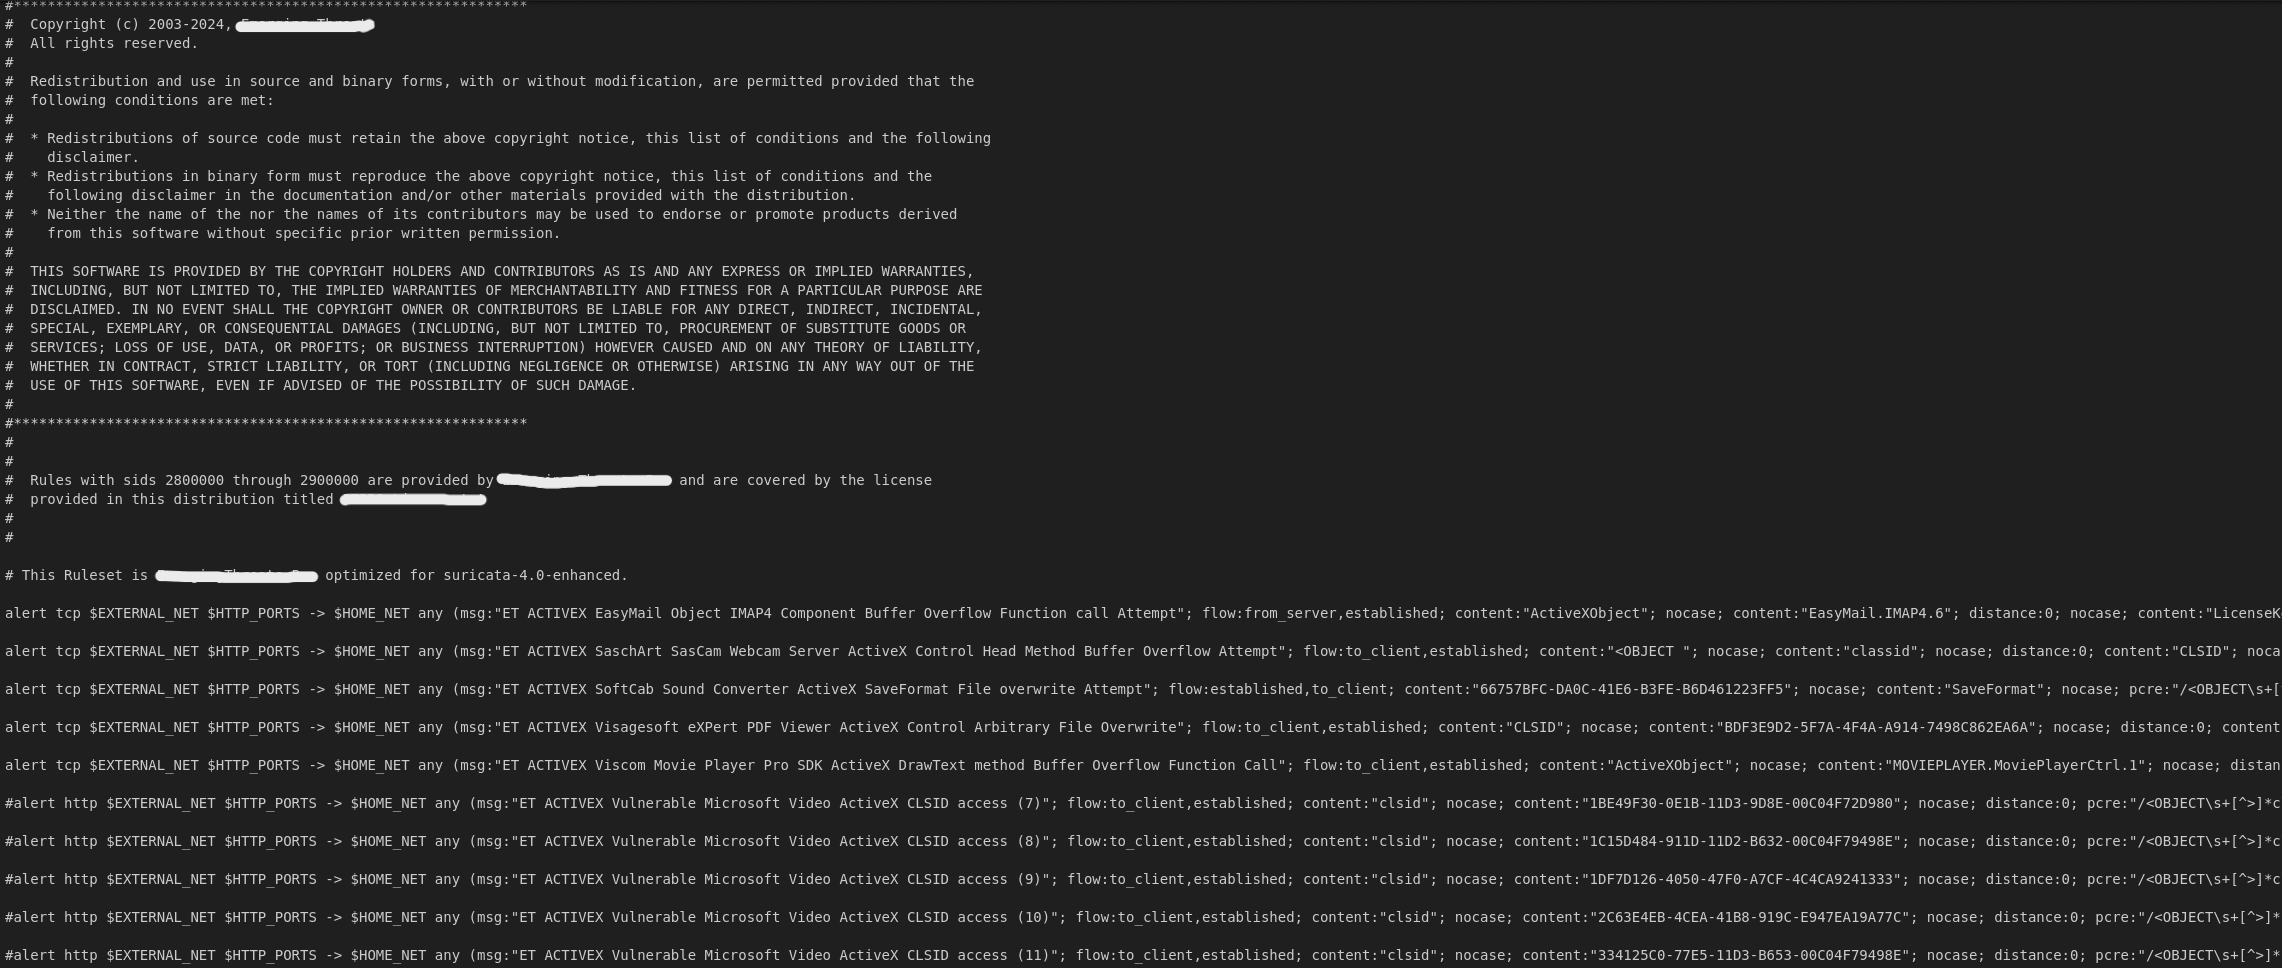 #*************************************************************
#  Copyright (c) 2003-2024,
#  All rights reserved.
#
#  Redistribution and use in source and binary forms, with or without modification, are permitted provided that the
#  following conditions are met:
#
#  * Redistributions of source code must retain the above copyright notice, this list of conditions and the following
#    disclaimer.
#  * Redistributions in binary form must reproduce the above copyright notice, this list of conditions and the
#    following disclaimer in the documentation and/or other materials provided with the distribution.
#  * Neither the name of the nor the names of its contributors may be used to endorse or promote products derived
#    from this software without specific prior written permission.
#
#  THIS SOFTWARE IS PROVIDED BY THE COPYRIGHT HOLDERS AND CONTRIBUTORS AS IS AND ANY EXPRESS OR IMPLIED WARRANTIES,
#  INCLUDING, BUT NOT LIMITED TO, THE IMPLIED WARRANTIES OF MERCHANTABILITY AND FITNESS FOR A PARTICULAR PURPOSE ARE
#  DISCLAIMED. IN NO EVENT SHALL THE COPYRIGHT OWNER OR CONTRIBUTORS BE LIABLE FOR ANY DIRECT, INDIRECT, INCIDENTAL,
#  SPECIAL, EXEMPLARY, OR CONSEQUENTIAL DAMAGES (INCLUDING, BUT NOT LIMITED TO, PROCUREMENT OF SUBSTITUTE GOODS OR
#  SERVICES; LOSS OF USE, DATA, OR PROFITS; OR BUSINESS INTERRUPTION) HOWEVER CAUSED AND ON ANY THEORY OF LIABILITY,
#  WHETHER IN CONTRACT, STRICT LIABILITY, OR TORT (INCLUDING NEGLIGENCE OR OTHERWISE) ARISING IN ANY WAY OUT OF THE
#  USE OF THIS SOFTWARE, EVEN IF ADVISED OF THE POSSIBILITY OF SUCH DAMAGE.
#
#*************************************************************
#
#
#  Rules with sids 2800000 through 2900000 are provided by and are covered by the license
#  provided in this distribution titled
#
#
# This Ruleset is optimized for suricata-4.0-enhanced.
alert tcp $EXTERNAL_NET $HTTP_PORTS -> $HOME_NET any (msg:"ET ACTIVEX EasyMail Object IMAP4 Component Buffer Overflow Function call Attempt"; flow:from_server,established; content:"ActiveXObject"; nocase; content:"EasyMail.IMAP4.6"; distance:0; nocase; content:"LicenseK
alert tcp $EXTERNAL_NET $HTTP_PORTS -> $HOME_NET any (msg:"ET ACTIVEX SaschArt SasCam Webcam Server ActiveX Control Head Method Buffer Overflow Attempt"; flow:to_client,established; content:"<OBJECT "; nocase; content:"classid"; nocase; distance:0; content:"CLSID"; noca
alert tcp $EXTERNAL_NET $HTTP_PORTS -> $HOME_NET any (msg:"ET ACTIVEX SoftCab Sound Converter ActiveX SaveFormat File overwrite Attempt"; flow:established,to_client; content:"66757BFC-DA0C-41E6-B3FE-B6D461223FF5"; nocase; content:"SaveFormat"; nocase; pcre:"/<OBJECT\s+[
alert tcp $EXTERNAL_NET $HTTP_PORTS -> $HOME_NET any (msg:"ET ACTIVEX Visagesoft eXPert PDF Viewer ActiveX Control Arbitrary File Overwrite"; flow:to_client,established; content:"CLSID"; nocase; content:"BDF3E9D2-5F7A-4F4A-A914-7498C862EA6A"; nocase; distance:0; content
alert tcp $EXTERNAL_NET $HTTP_PORTS -> $HOME_NET any (msg:"ET ACTIVEX Viscom Movie Player Pro SDK ActiveX DrawText method Buffer Overflow Function Call"; flow:to_client,established; content:"ActiveXObject"; nocase; content:"MOVIEPLAYER.MoviePlayerCtrl.1"; nocase; distan
#alert http $EXTERNAL_NET $HTTP_PORTS -> $HOME_NET any (msg:"ET ACTIVEX Vulnerable Microsoft Video ActiveX CLSID access (7)"; flow:to_client,established; content:"clsid"; nocase; content:"1BE49F30-0E1B-11D3-9D8E-00C04F72D980"; nocase; distance:0; pcre:"/<OBJECT\s+[^>]*c
#alert http $EXTERNAL_NET $HTTP_PORTS -> $HOME_NET any (msg:"ET ACTIVEX Vulnerable Microsoft Video ActiveX CLSID access (8)"; flow:to_client,established; content:"clsid"; nocase; content:"1C15D484-911D-11D2-B632-00C04F79498E"; nocase; distance:0; pcre:"/<OBJECT\s+[^>]*c
#alert http $EXTERNAL_NET $HTTP_PORTS -> $HOME_NET any (msg:"ET ACTIVEX Vulnerable Microsoft Video ActiveX CLSID access (9)"; flow:to_client,established; content:"clsid"; nocase; content:"1DF7D126-4050-47F0-A7CF-4C4CA9241333"; nocase; distance:0; pcre:"/<OBJECT\s+[^>]*c
#alert http $EXTERNAL_NET $HTTP_PORTS -> $HOME_NET any (msg:"ET ACTIVEX Vulnerable Microsoft Video ActiveX CLSID access (10)"; flow:to_client,established; content:"clsid"; nocase; content:"2C63E4EB-4CEA-41B8-919C-E947EA19A77C"; nocase; distance:0; pcre:"/<OBJECT\s+[^>]*
#alert http $EXTERNAL_NET $HTTP_PORTS -> $HOME_NET any (msg:"ET ACTIVEX Vulnerable Microsoft Video ActiveX CLSID access (11)"; flow:to_client,established; content:"clsid"; nocase; content:"334125C0-77E5-11D3-B653-00C04F79498E"; nocase; distance:0; pcre:"/<OBJECT\s+[^>]*